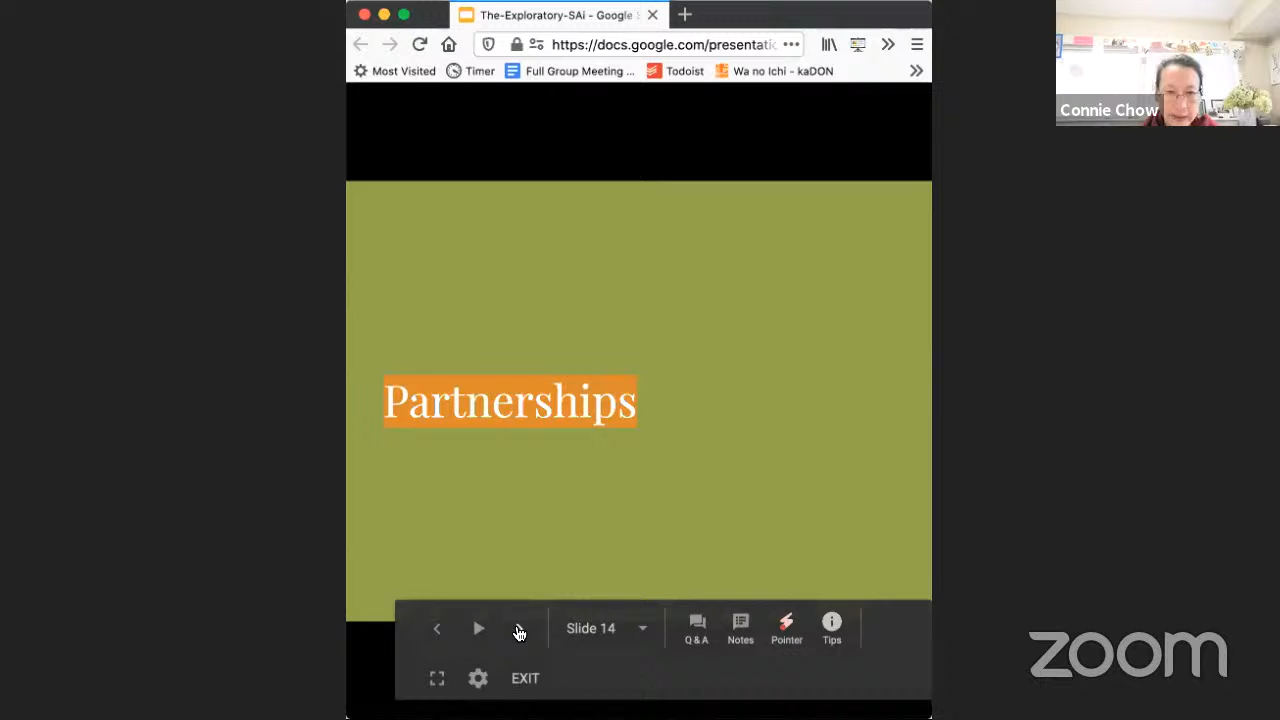 The-Exploratory-SAi - Google
https://docs.google.com/presentatic
Most Visited
Timer
Full Group Meeting ...
Todoist
Wa no Ichi - kaDON
Connie Chow
Partnerships
Slide 14
Q & A
Notes
Pointer
Tips
EXIT
zoom